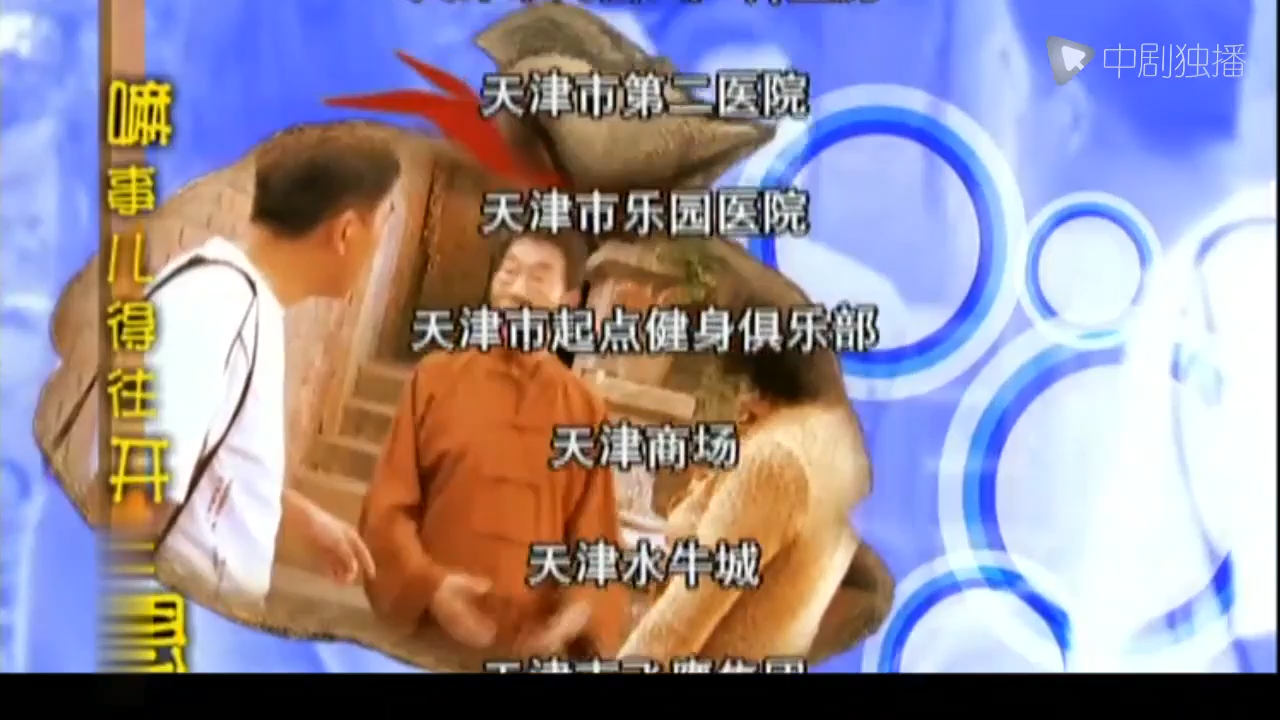 中剧独播
天津市第二医院
天津市乐园医院
天津市起点健身俱乐部
天津商场
天津水牛城
嘛事儿得往开